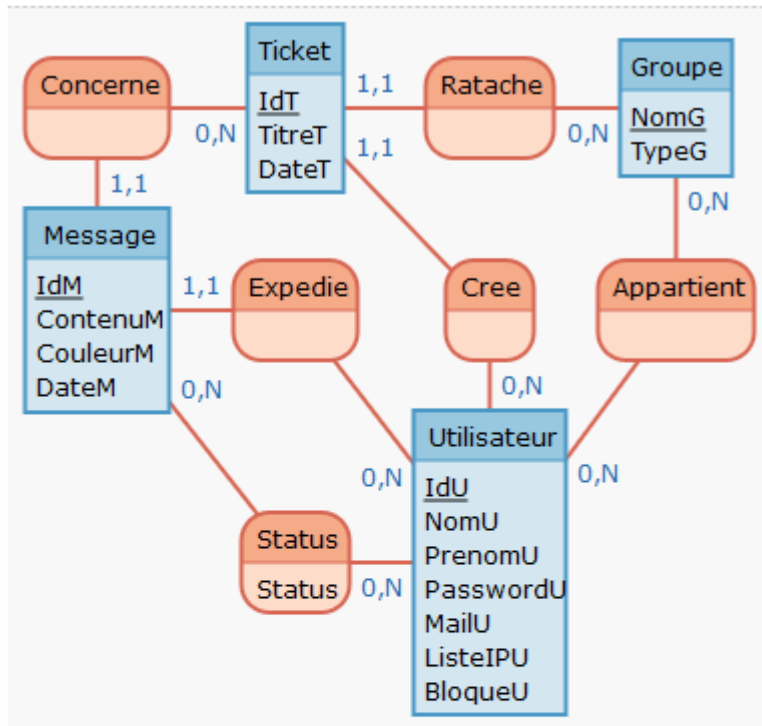 Ticket
IdT
TitreT
DateT
Concerne
0,N
1,1
1,1
1,1
Ratache
0,N
Groupe
NomG
TypeG
0,N
Message
IdM
ContenuM
CouleurM
DateM
1,1
Expedie
0,N
Cree
0,N
Appartient
0,N
0,N
Status
Status
0,N
Utilisateur
IdU
NomU
PrenomU
PasswordU
MailU
ListeIPU
BloqueU